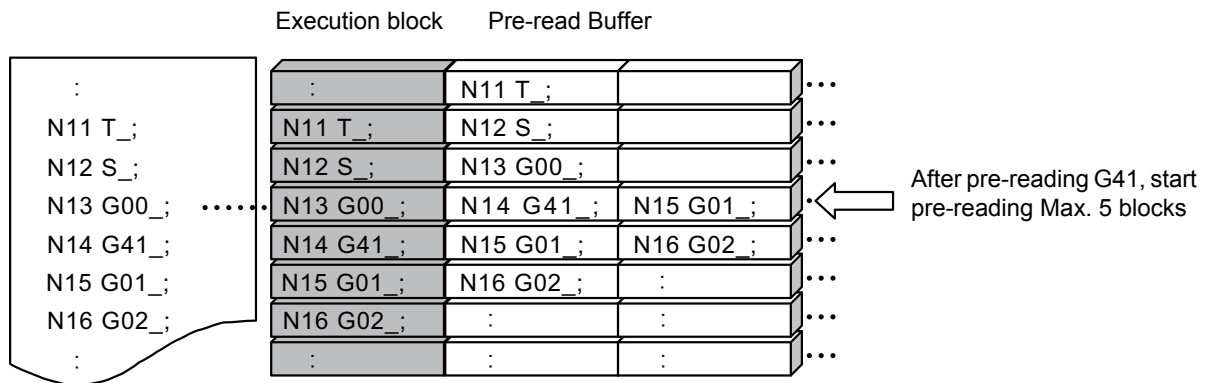 Execution block Pre-read Buffer
: : N11 T_;
N11 T_; N11 T_; N12 S_;
N12 S_; N12 S_; N13 G00_;
N13 G00_; N13 G00_; N14 G41_; N15 G01_;
After pre-reading G41, start
pre-reading Max. 5 blocks
N14 G41_; N14 G41_; N15 G01_; N16 G02_;
N15 G01_; N15 G01_; N16 G02_; :
N16 G02_; N16 G02_; : :
: : : :